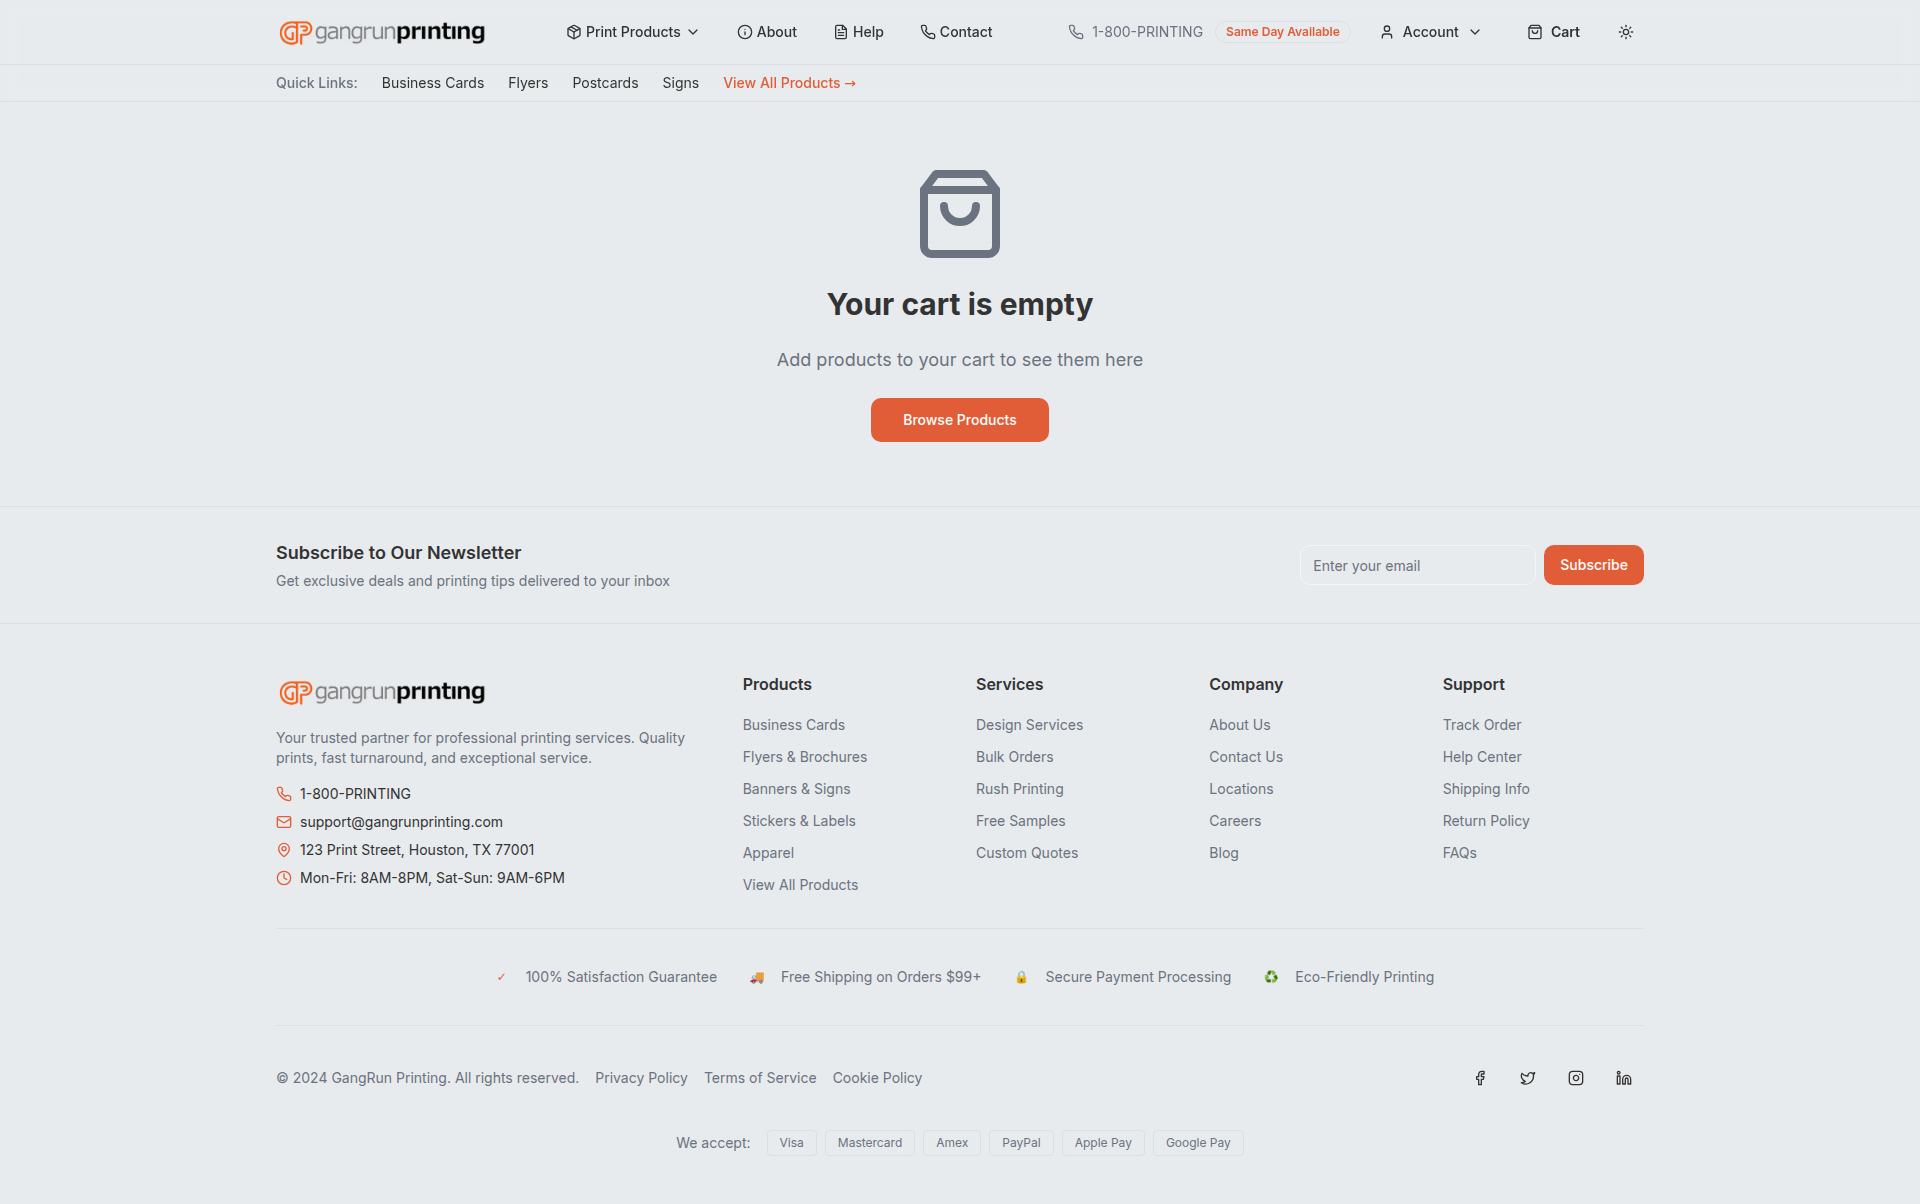 gangrunprinting
Print Products
About
Help
Contact
1-800-PRINTING
Same Day Available
Account
Cart
Quick Links:
Business Cards
Flyers
Postcards
Signs
View All Products →
Your cart is empty
Add products to your cart to see them here
Browse Products
Subscribe to Our Newsletter
Get exclusive deals and printing tips delivered to your inbox
Enter your email
Subscribe
gangrunprinting
Your trusted partner for professional printing services. Quality
prints, fast turnaround, and exceptional service.
1-800-PRINTING
support@gangrunprinting.com
123 Print Street, Houston, TX 77001
Mon-Fri: 8AM-8PM, Sat-Sun: 9AM-6PM
Products
Business Cards
Flyers & Brochures
Banners & Signs
Stickers & Labels
Apparel
View All Products
Services
Design Services
Bulk Orders
Rush Printing
Free Samples
Custom Quotes
Company
About Us
Contact Us
Locations
Careers
Blog
Support
Track Order
Help Center
Shipping Info
Return Policy
FAQs
✓ 100% Satisfaction Guarantee
🚚 Free Shipping on Orders $99+
🔒 Secure Payment Processing
♻️ Eco-Friendly Printing
© 2024 GangRun Printing. All rights reserved.
Privacy Policy
Terms of Service
Cookie Policy
We accept:
Visa
Mastercard
Amex
PayPal
Apple Pay
Google Pay